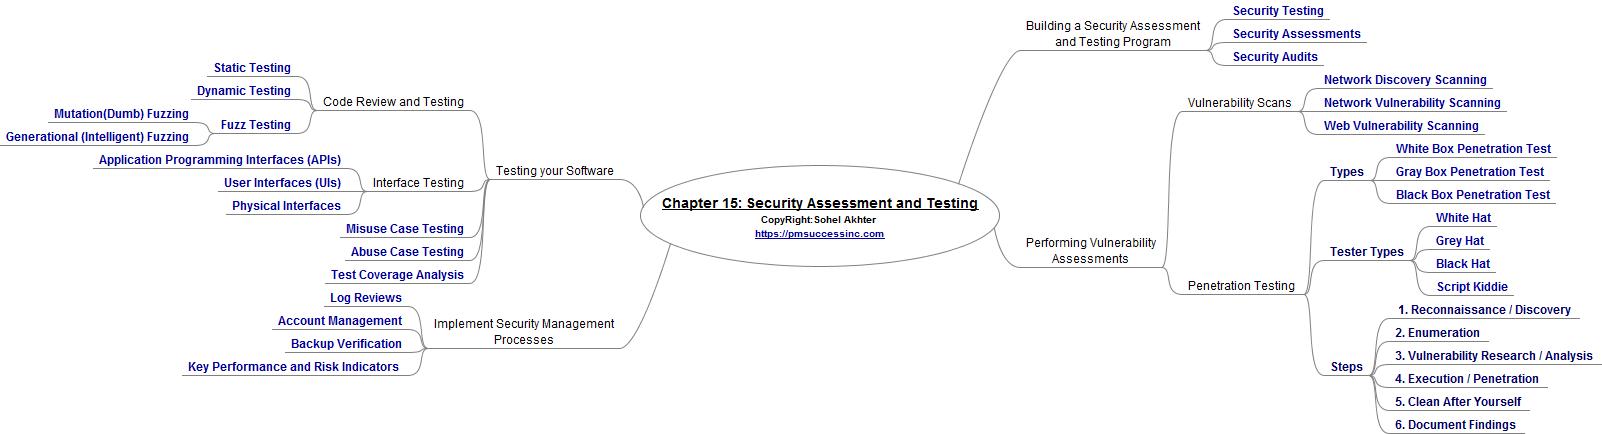 Chapter 15: Security Assessment and Testing
CopyRight:Sohel Akhter
https://pmsuccessinc.com
Building a Security Assessment
and Testing Program
Security Testing
Security Assessments
Security Audits
Performing Vulnerability
Assessments
Vulnerability Scans
Network Discovery Scanning
Network Vulnerability Scanning
Web Vulnerability Scanning
Penetration Testing
Types
White Box Penetration Test
Gray Box Penetration Test
Black Box Penetration Test
Tester Types
White Hat
Grey Hat
Black Hat
Script Kiddie
Steps
1. Reconnaissance / Discovery
2. Enumeration
3. Vulnerability Research / Analysis
4. Execution / Penetration
5. Clean After Yourself
6. Document Findings
Testing your Software
Code Review and Testing
Static Testing
Dynamic Testing
Fuzz Testing
Mutation(Dumb) Fuzzing
Generational (Intelligent) Fuzzing
Interface Testing
Application Programming Interfaces (APIs)
User Interfaces (UIs)
Physical Interfaces
Misuse Case Testing
Abuse Case Testing
Test Coverage Analysis
Implement Security Management
Processes
Log Reviews
Account Management
Backup Verification
Key Performance and Risk Indicators